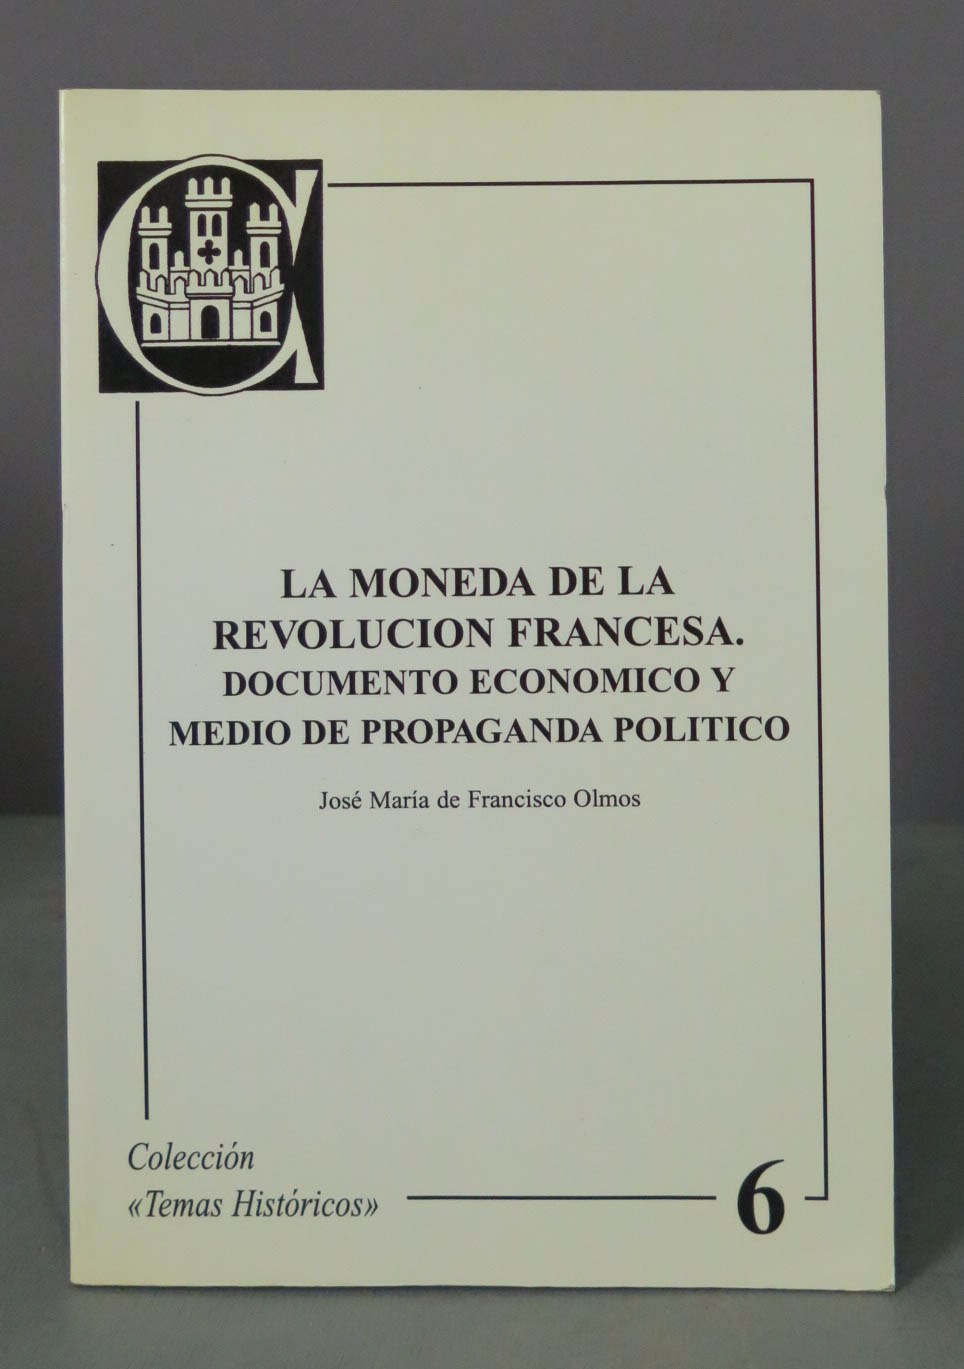 LA MONEDA DE LA
REVOLUCION FRANCESA.
DOCUMENTO ECONOMICO Y
MEDIO DE PROPAGANDA POLITICO
José María de Francisco Olmos
Colección
«Temas Históricos»
6